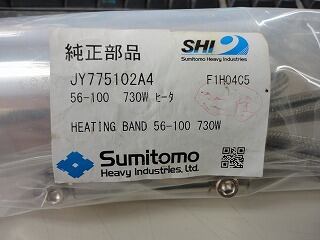 純正部品
SHI
Sumitomo Heavy Industries
JY775102A4 F1H04C5
56-100 730W ヒータ
HEATING BAND 56-100 730W
Sumitomo
Heavy Industries, Ltd.